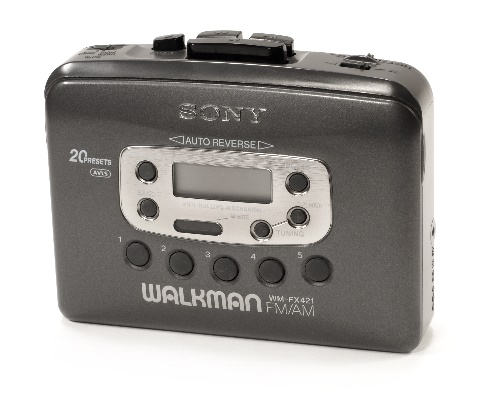 SONY
AUTO REVERSE
20 PRESETS
AVLS
TUNING
1 2 3 4 5
WALKMAN
WM-FX421
FM/AM